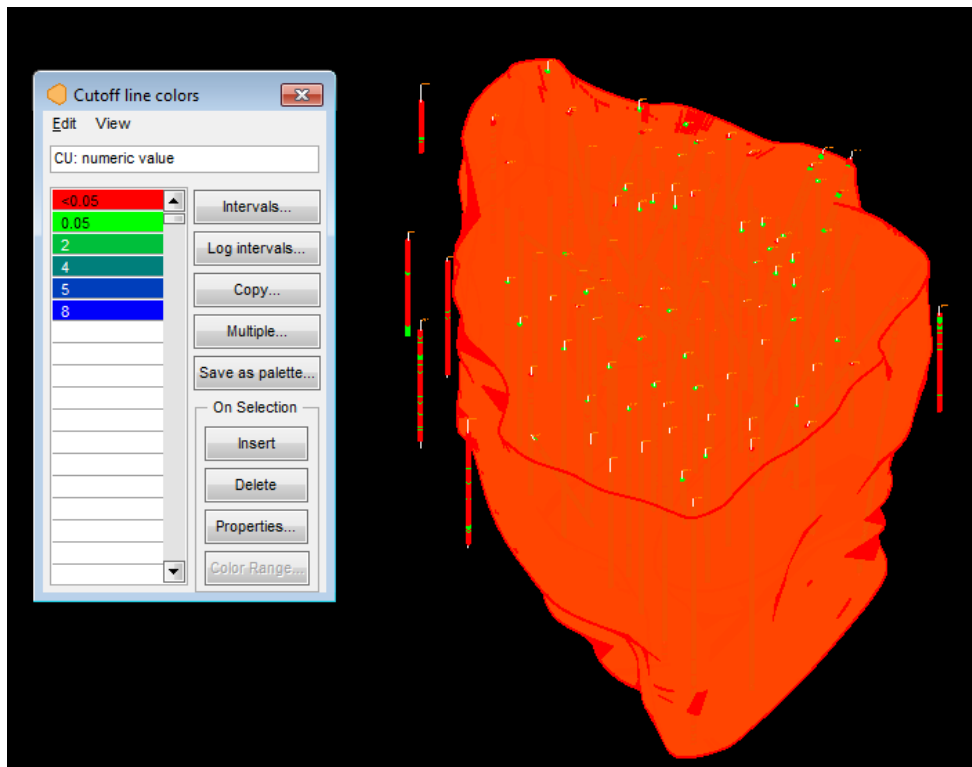 Cutoff line colors
Edit View
CU: numeric value
<0.05
0.05
2
4
5
8
Intervals...
Log intervals...
Copy...
Multiple...
Save as palette...
On Selection
Insert
Delete
Properties...
Color Range...